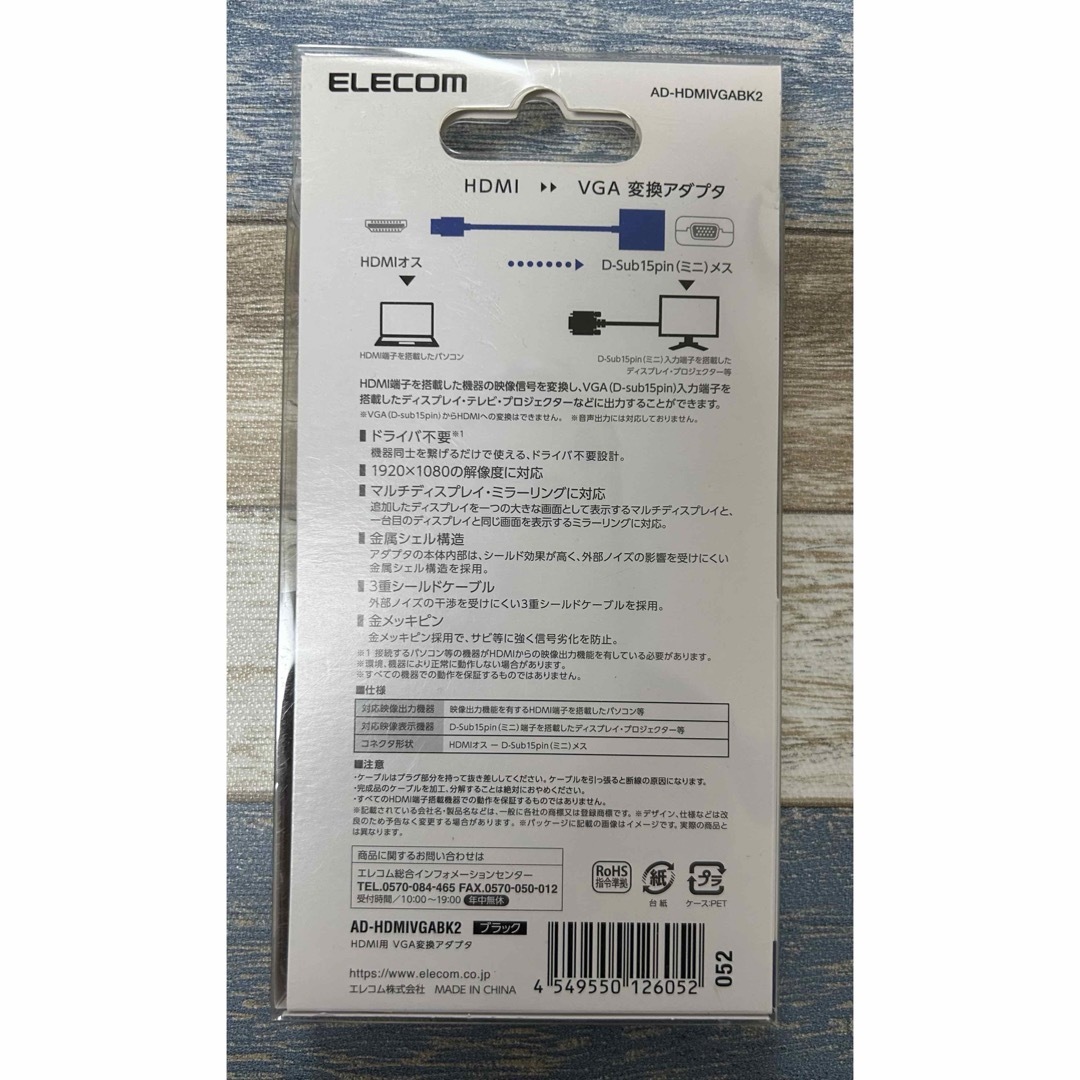 ELECOM
AD-HDMIVGABK2
HDMI ▶▶ VGA 変換アダプタ
HDMIオス
D-Sub15pin(ミニ)メス
HDMI端子を搭載したパソコン
D-Sub15pin(ミニ)入力端子を搭載した
ディスプレイ・プロジェクター等
HDMI端子を搭載した機器の映像信号を変換し、VGA(D-sub15pin)入力端子を
搭載したディスプレイ・テレビ・プロジェクターなどに出力することができます。
※VGA(D-sub15pin)からHDMIへの変換はできません。 ※音声出力には対応しておりません。
ドライバ不要※1
機器同士を繋げるだけで使える、ドライバ不要設計。
1920×1080の解像度に対応
マルチディスプレイ・ミラーリングに対応
追加したディスプレイを一つの大きな画面として表示するマルチディスプレイと、
一台目のディスプレイと同じ画面を表示するミラーリングに対応。
金属シェル構造
アダプタの本体内部は、シールド効果が高く、外部ノイズの影響を受けにくい
金属シェル構造を採用。
3重シールドケーブル
外部ノイズの干渉を受けにくい3重シールドケーブルを採用。
金メッキピン
金メッキピン採用で、サビ等に強く信号劣化を防止。
※1 接続するパソコン等の機器がHDMIからの映像出力機能を有している必要があります。
※環境、機器により正常に動作しない場合があります。
※すべての機器での動作を保証するものではありません。
■仕様
対応映像出力機器 映像出力機能を有するHDMI端子を搭載したパソコン等
対応映像表示機器 D-Sub15pin(ミニ)端子を搭載したディスプレイ・プロジェクター等
コネクタ形状 HDMIオス － D-Sub15pin(ミニ)メス
■注意
・ケーブルはプラグ部分を持って抜き差ししてください。ケーブルを引っ張ると断線の原因になります。
・完成品のケーブルを加工、分解することは絶対におやめください。
・すべてのHDMI端子搭載機器での動作を保証するものではありません。
※記載されている会社名・製品名などは、一般に各社の商標又は登録商標です。※デザイン、仕様などは改
良のため予告なく変更する場合があります。※パッケージに記載の画像はイメージです。実際の商品と
は異なります。
商品に関するお問い合わせは
エレコム総合インフォメーションセンター
TEL.0570-084-465 FAX.0570-050-012
受付時間／10:00～19:00 年中無休
RoHS
指令準拠
紙
台紙
プラ
ケース:PET
AD-HDMIVGABK2 ブラック
HDMI用 VGA変換アダプタ
https://www.elecom.co.jp
エレコム株式会社 MADE IN CHINA
4 549550 126052
052